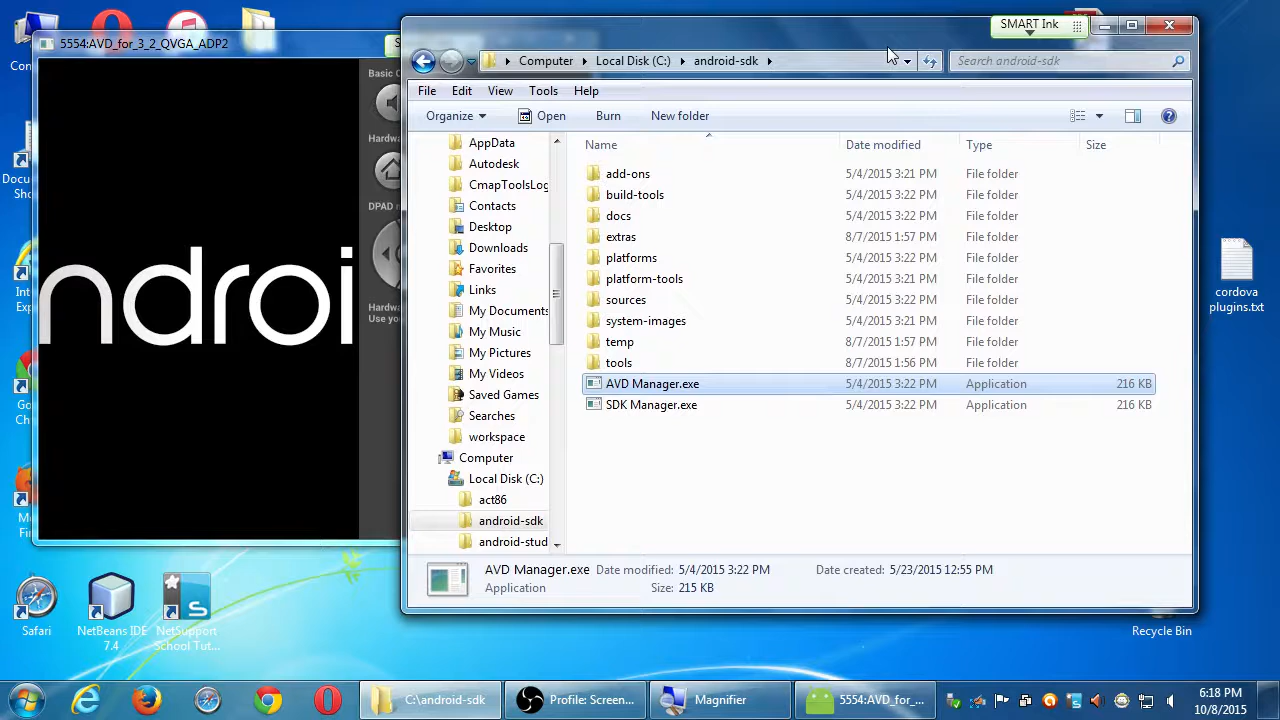 5554:AVD_for_3_2_QVGA_ADP2
SMART Ink
Computer
Local Disk (C:)
android-sdk
Search android-sdk
File
Edit
View
Tools
Help
Organize
Open
Burn
New folder
Name
Date modified
Type
Size
AppData
Autodesk
CmapToolsLog
Contacts
Desktop
Downloads
Favorites
Links
My Documents
My Music
My Pictures
My Videos
Saved Games
Searches
workspace
Computer
Local Disk (C:)
act86
android-sdk
android-stud
add-ons 5/4/2015 3:21 PM File folder
build-tools 5/4/2015 3:22 PM File folder
docs 5/4/2015 3:22 PM File folder
extras 8/7/2015 1:57 PM File folder
platforms 5/4/2015 3:22 PM File folder
platform-tools 5/4/2015 3:21 PM File folder
sources 5/4/2015 3:22 PM File folder
system-images 5/4/2015 3:21 PM File folder
temp 8/7/2015 1:57 PM File folder
tools 8/7/2015 1:56 PM File folder
AVD Manager.exe 5/4/2015 3:22 PM Application 216 KB
SDK Manager.exe 5/4/2015 3:22 PM Application 216 KB
AVD Manager.exe Date modified: 5/4/2015 3:22 PM Date created: 5/23/2015 12:55 PM
Application Size: 215 KB
Basic C
Hardwa
DPAD
Hardwa
Use yo
ndroi
cordova
plugins.txt
Recycle Bin
Safari
NetBeans IDE
7.4
NetSupport
School Tut...
C:\android-sdk
Profile: Screen...
Magnifier
5554:AVD_for_...
6:18 PM
10/8/2015